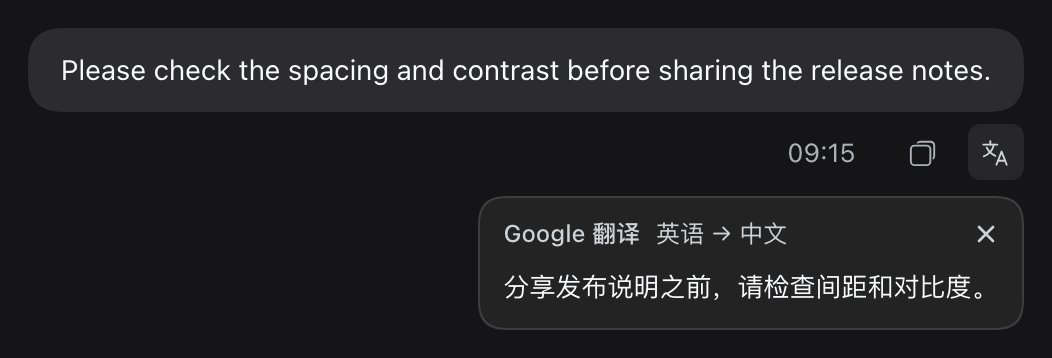 Please check the spacing and contrast before sharing the release notes.
09:15
Google 翻译 英语 → 中文
分享发布说明之前，请检查间距和对比度。